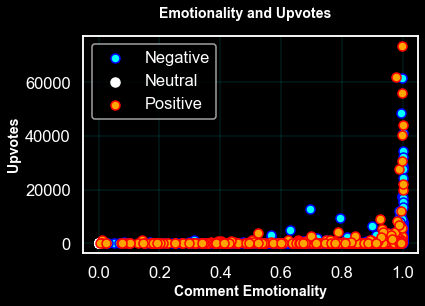 Emotionality and Upvotes
Negative
Neutral
Positive
Upvotes
60000
40000
20000
0
0.0 0.2 0.4 0.6 0.8 1.0
Comment Emotionality